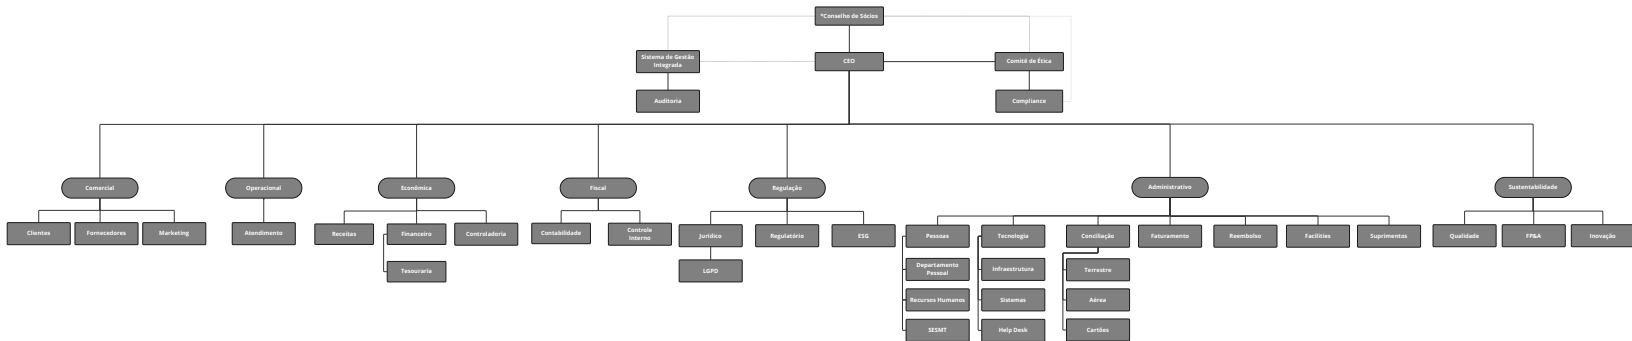 *Conselho de Sócios
Sistema de Gestão
Integrada
CEO
Comitê de Ética
Auditoria
Compliance
Comercial
Operacional
Econômica
Fiscal
Regulação
Administrativo
Sustentabilidade
Clientes
Fornecedores
Marketing
Atendimento
Receitas
Financeiro
Controladoria
Contabilidade
Controle
Interno
Jurídico
Regulatório
ESG
Pessoas
Tecnologia
Conciliação
Faturamento
Reembolso
Facilities
Suprimentos
Qualidade
FP&A
Inovação
Tesouraria
LGPD
Departamento
Pessoal
Infraestrutura
Terrestre
Recursos Humanos
Sistemas
Aérea
SESMT
Help Desk
Cartões